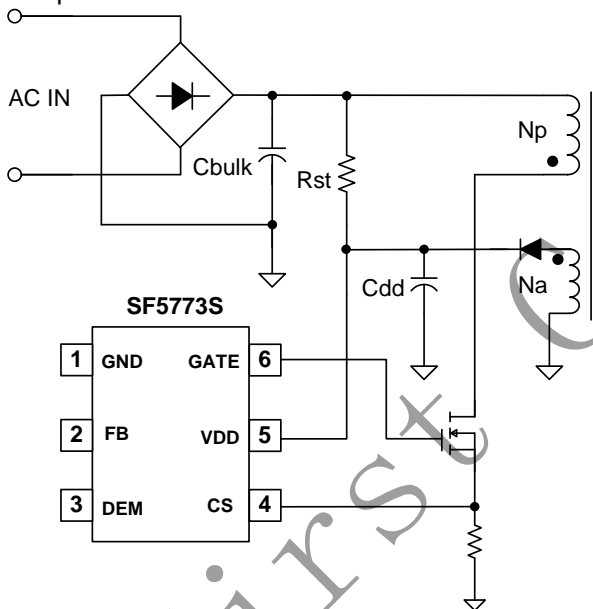 AC IN
Cbulk
Rst
Np
Cdd
Na
SF5773S
1 GND GATE 6
2 FB VDD 5
3 DEM CS 4
irst